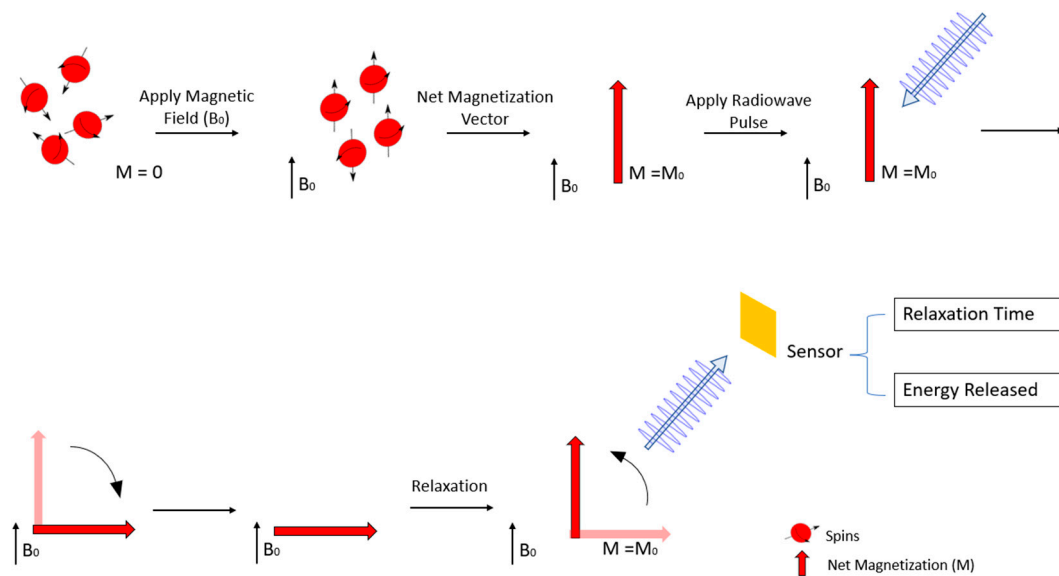 Apply Magnetic
Field (B₀)
M = 0
B₀
Net Magnetization
Vector
B₀
M =M₀
Apply Radiowave
Pulse
B₀
M =M₀
Relaxation Time
Sensor
Energy Released
B₀
B₀
Relaxation
B₀
M =M₀
Spins
Net Magnetization (M)